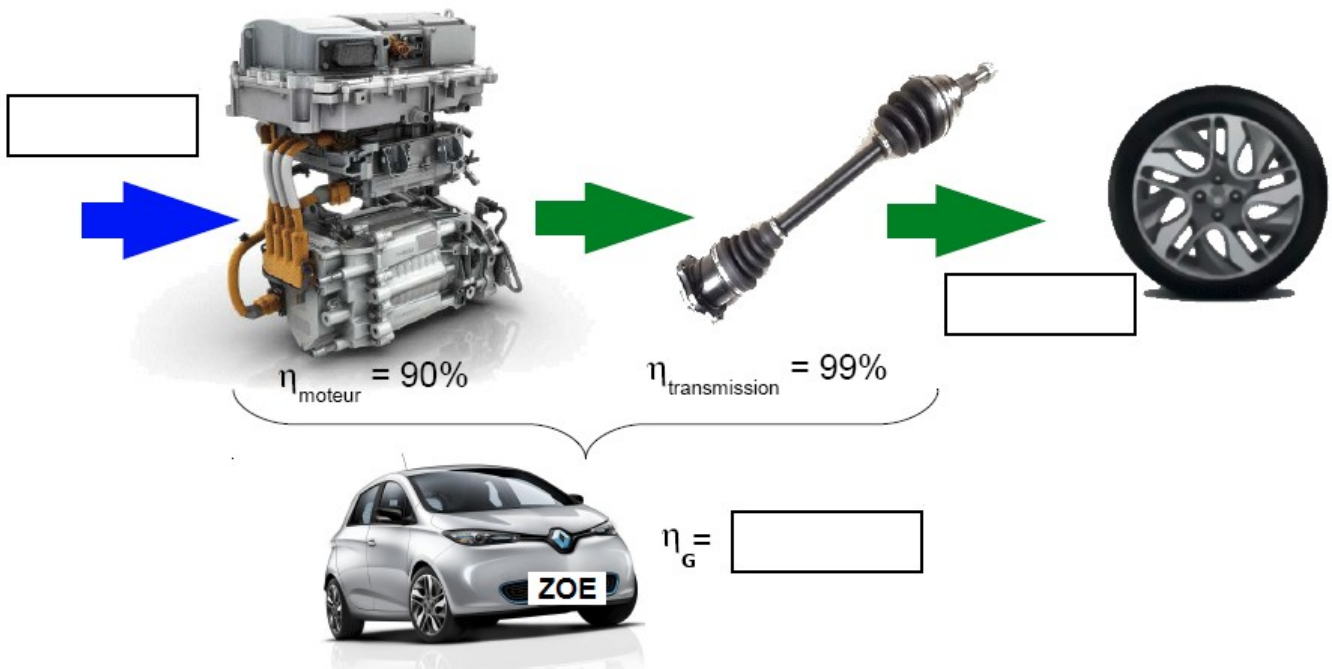 η moteur = 90%
η transmission = 99%
η G =
ZOE